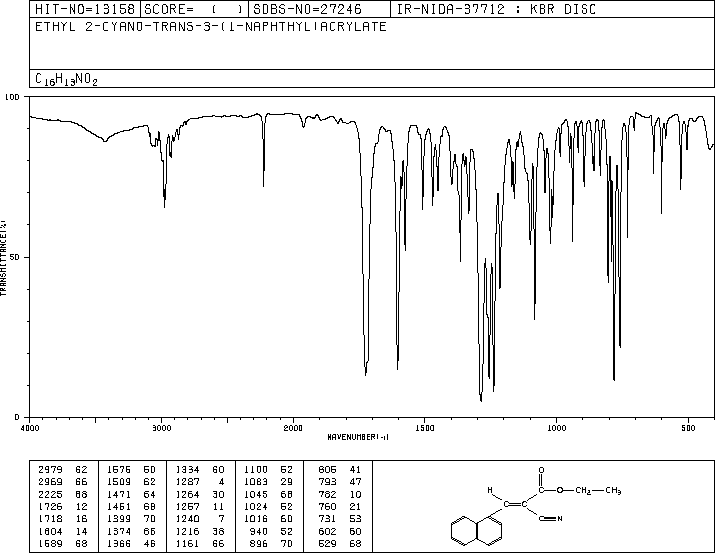 HIT-NO=13158 SCORE= ( ) SDBS-NO=27246 IR-NIDA-37712 : KBR DISC
ETHYL 2-CYANO-TRANS-3-(1-NAPHTHYL)ACRYLATE
C16H13NO2
100
50
0
TRANSMITTANCE(%)
4000 3000 2000 1500 1000 500
WAVENUMBER(-1)
2979 62 1576 50 1334 60 1100 52 806 41
2969 66 1509 62 1287 4 1083 29 793 47
2225 68 1471 64 1264 30 1045 68 782 10
1726 12 1451 68 1257 11 1024 52 760 21
1718 16 1399 70 1240 7 1016 60 731 53
1604 14 1374 66 1216 38 940 52 602 60
1589 68 1366 46 1161 66 896 70 529 68
O
H C O CH2 CH3
C C
C N